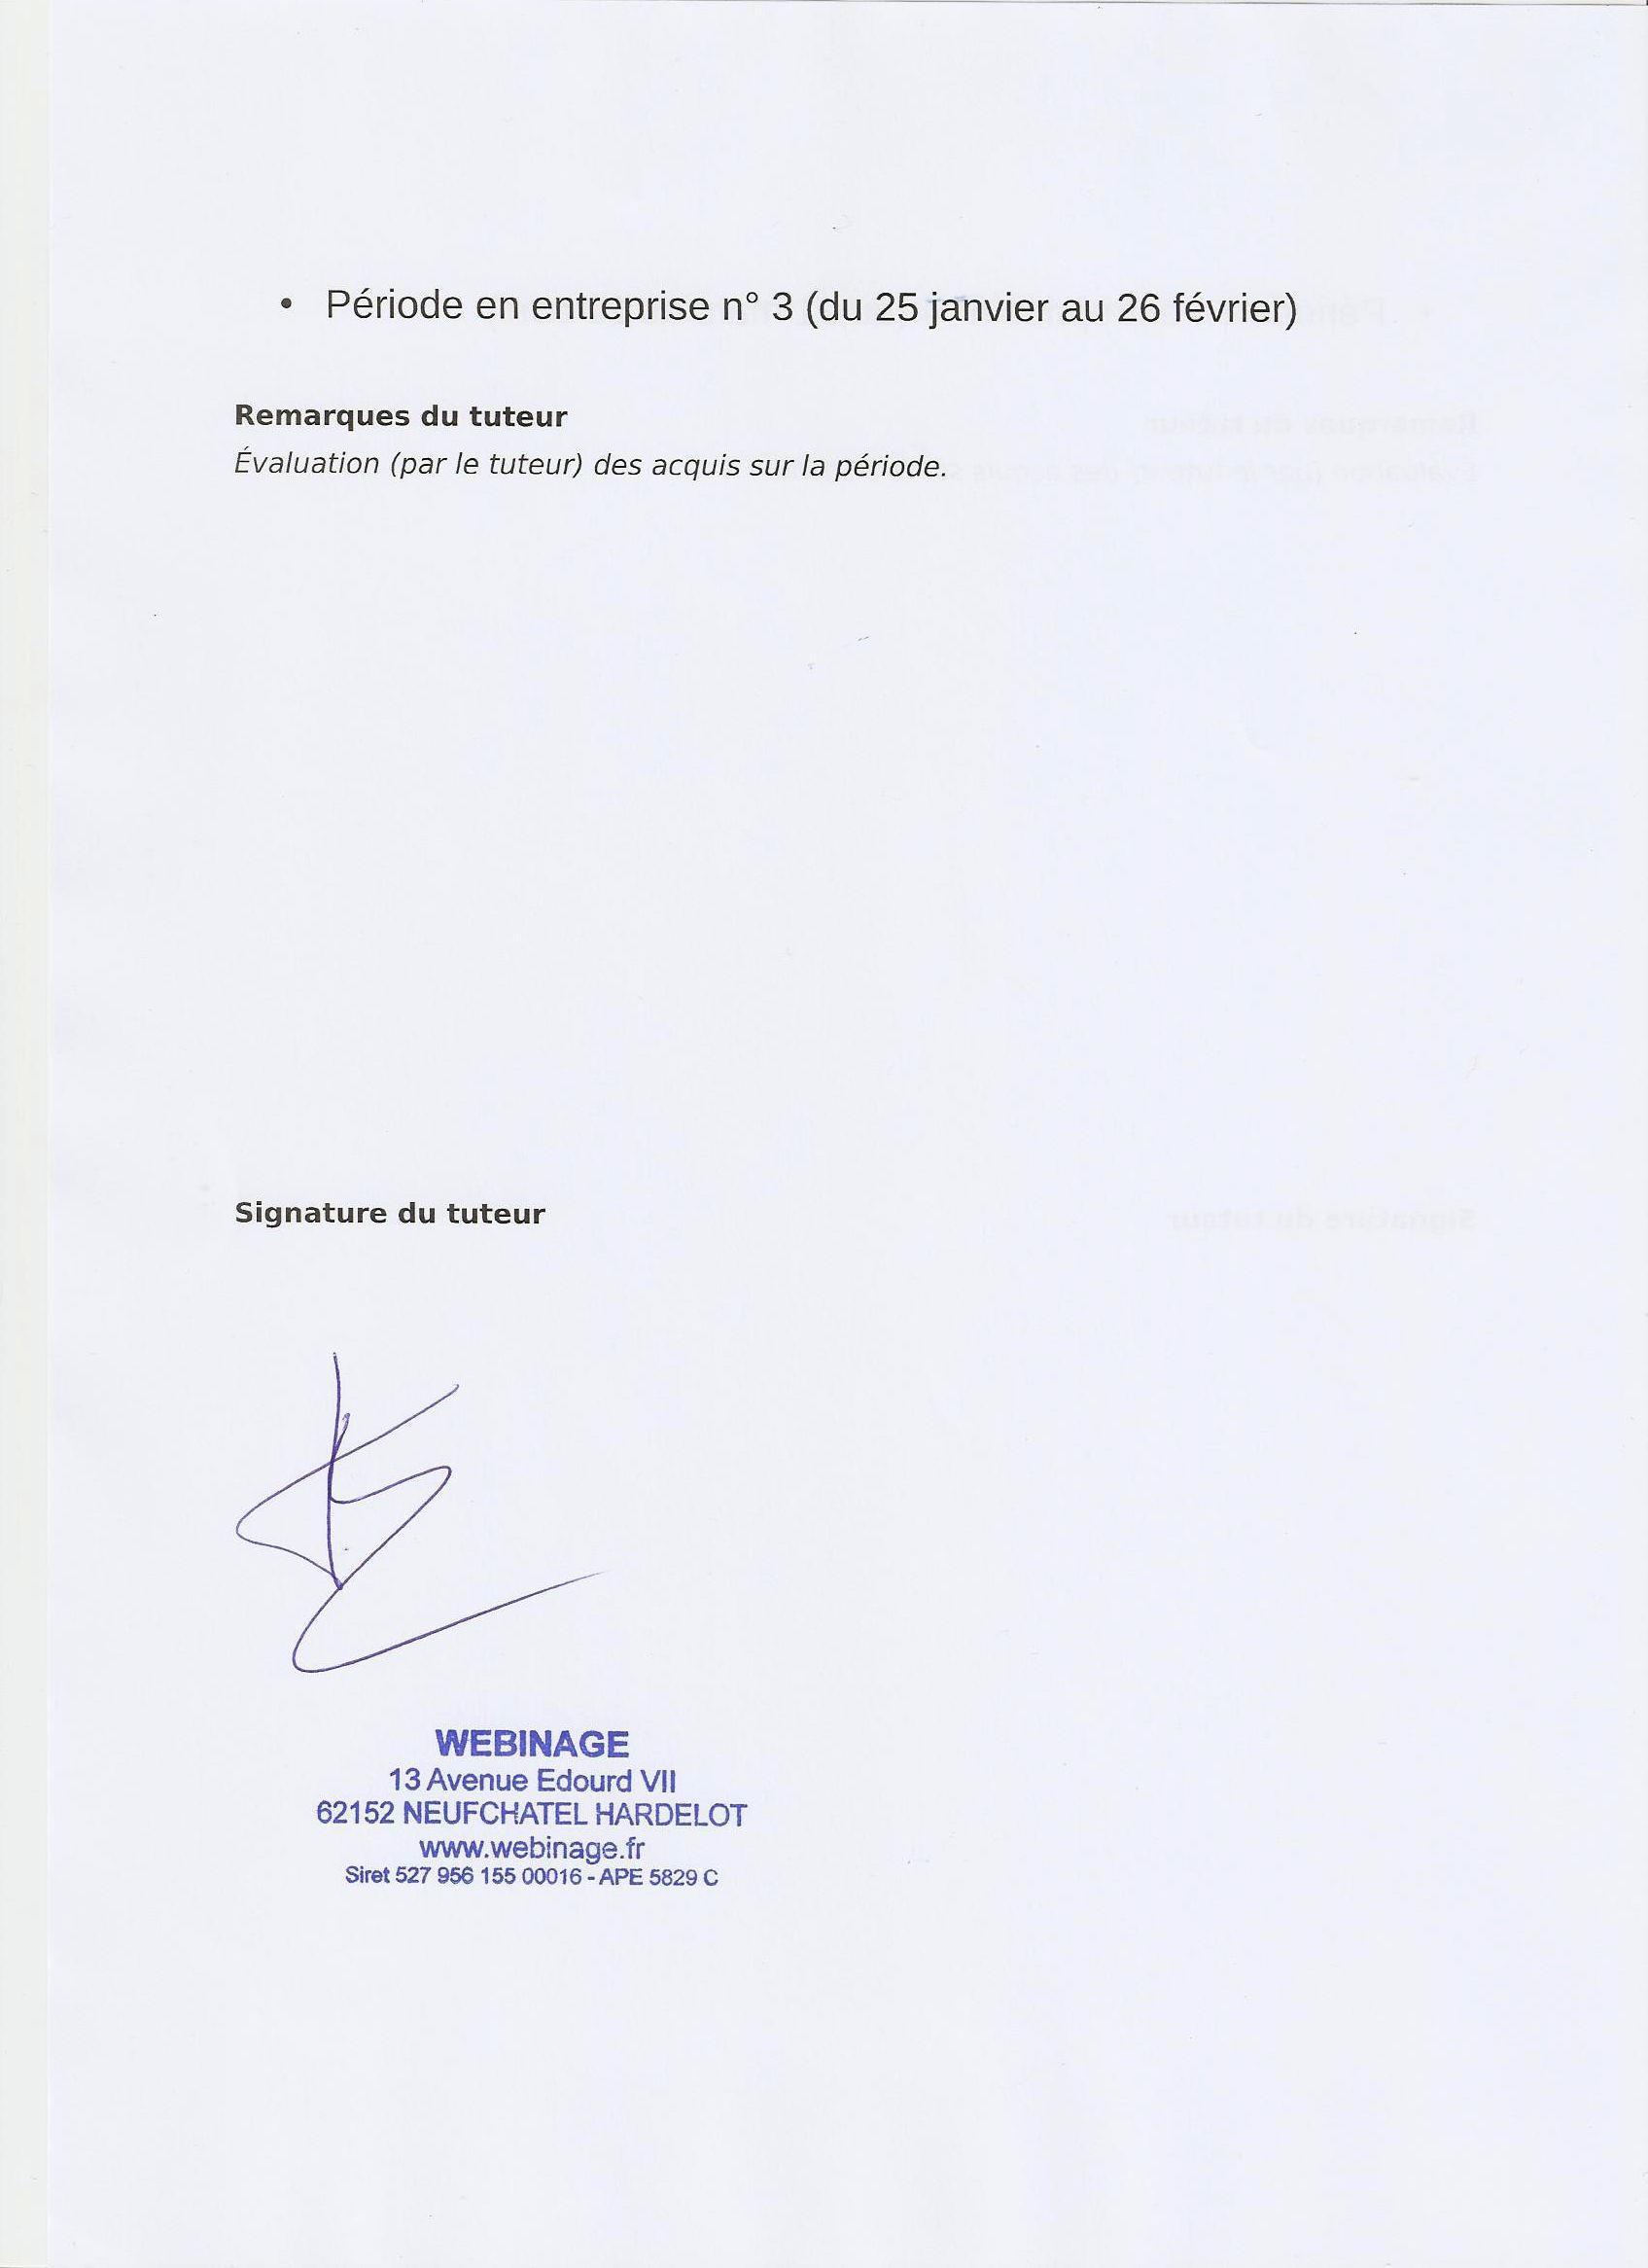 • Période en entreprise n° 3 (du 25 janvier au 26 février)
Remarques du tuteur
Évaluation (par le tuteur) des acquis sur la période.
Signature du tuteur
WEBINAGE
13 Avenue Edourd VII
62152 NEUFCHATEL HARDELOT
www.webinage.fr
Siret 527 956 155 00016 - APE 5829 C